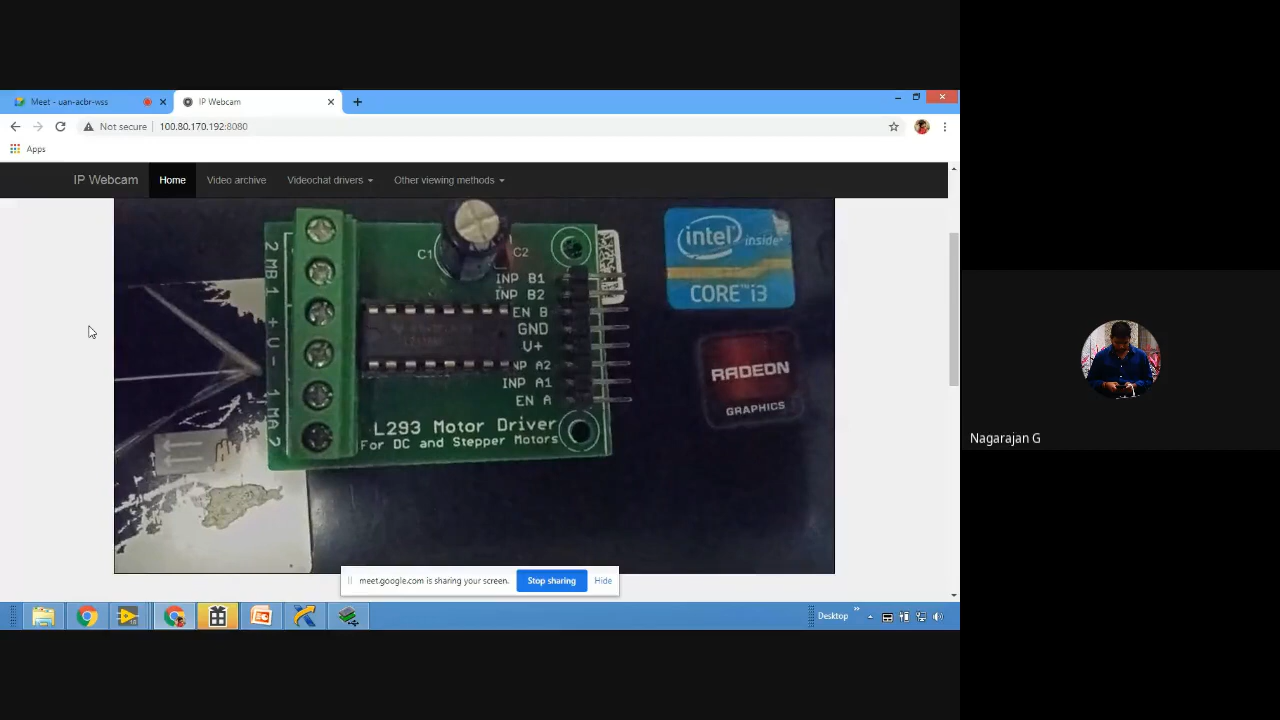 Meet - uan-acbr-wss
IP Webcam
Not secure
100.80.170.192:8080
Apps
IP Webcam
Home
Video archive
Videochat drivers
Other viewing methods
2 MB 1
+ U -
1 MA 2
C1
C2
INP B1
INP B2
EN B
GND
V+
NP A2
INP A1
EN A
L293 Motor Driver
For DC and Stepper Motors
intel inside
CORE i3
RADEON
GRAPHICS
meet.google.com is sharing your screen.
Stop sharing
Hide
Desktop
Nagarajan G